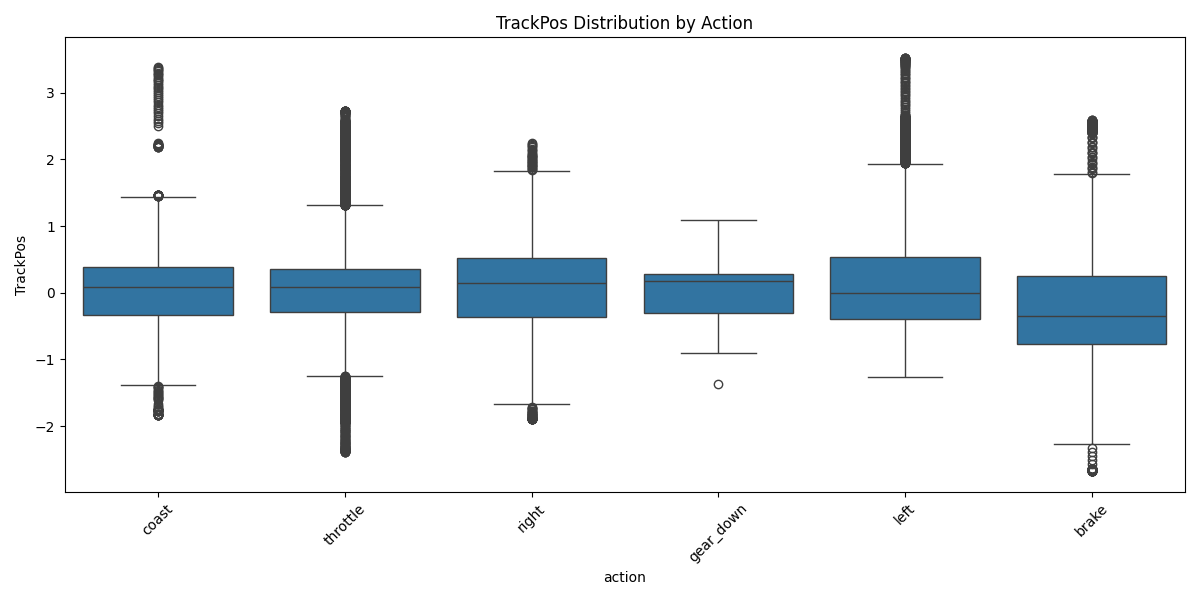 TrackPos Distribution by Action
TrackPos
3
2
1
0
−1
−2
coast
throttle
right
gear_down
left
brake
action